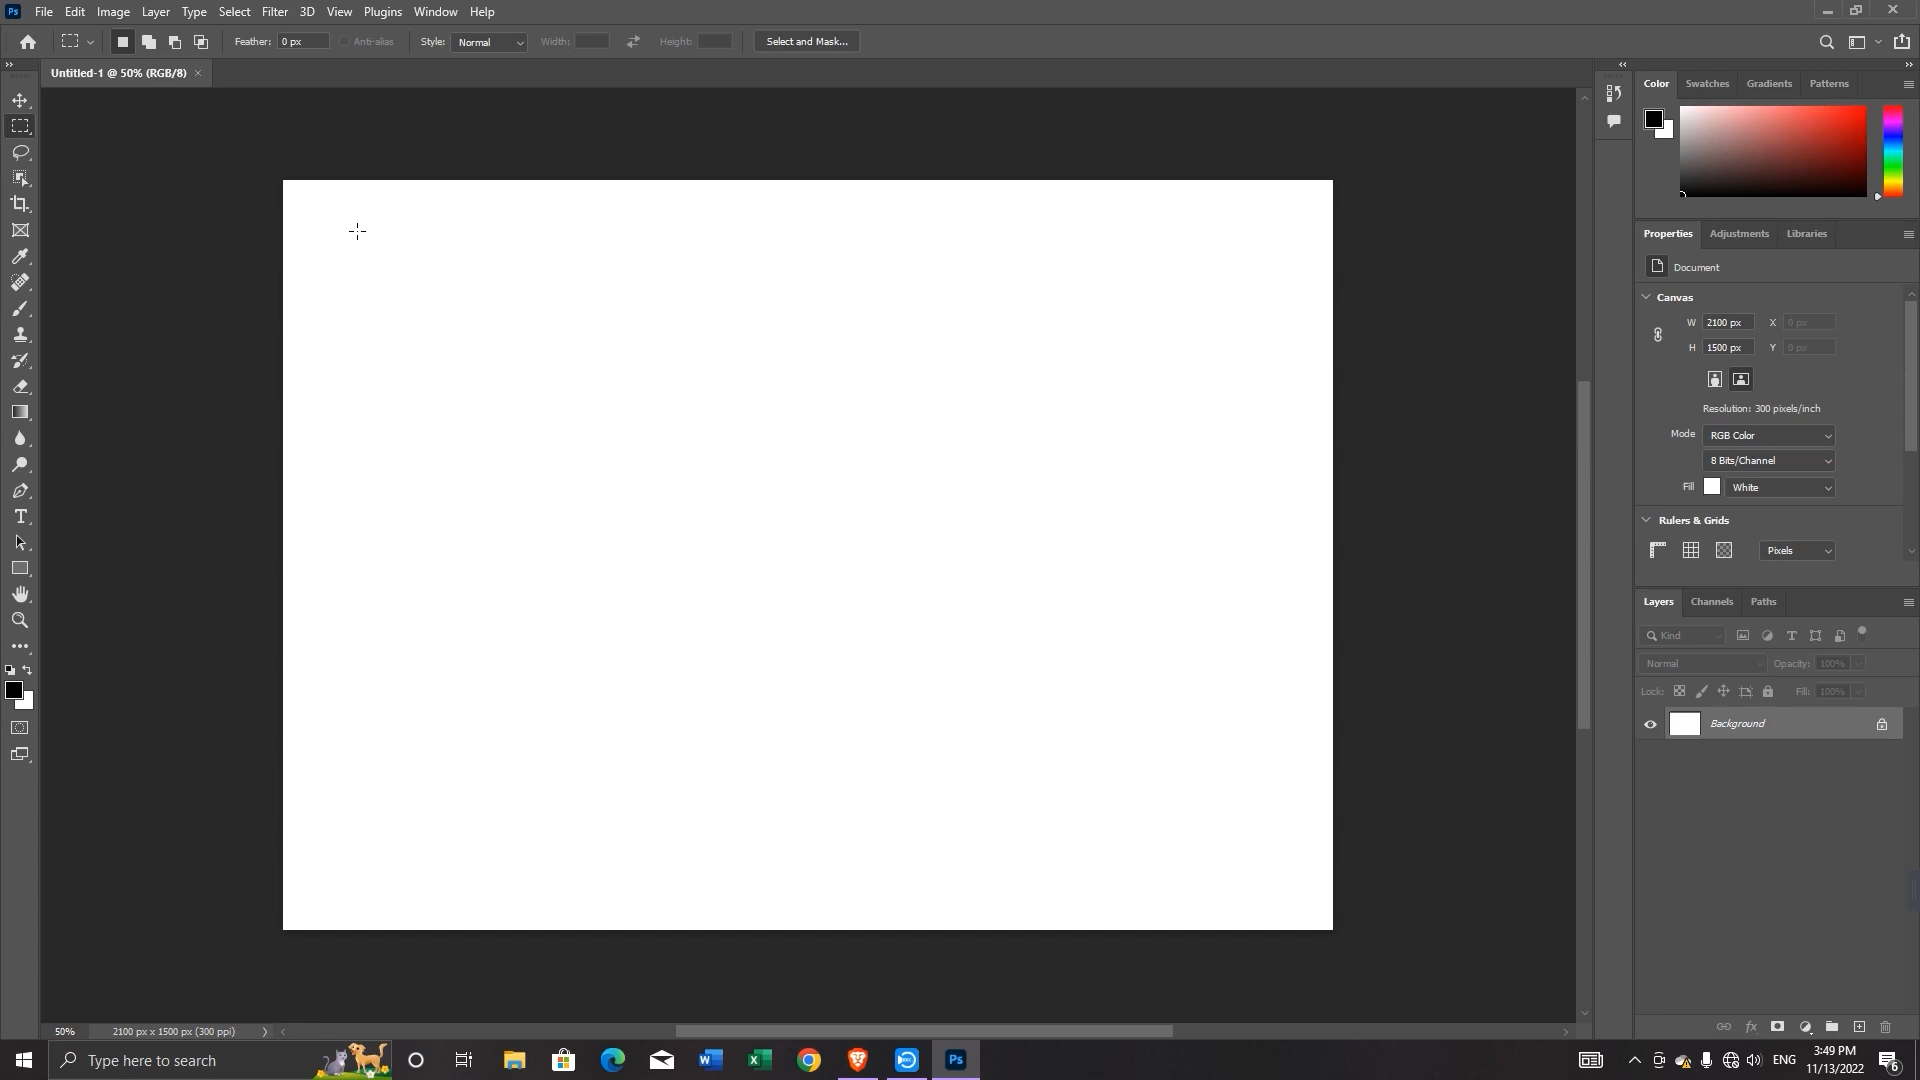 Ps File Edit Image Layer Type Select Filter 3D View Plugins Window Help
Feather: 0 px Anti-alias Style: Normal Width: Height: Select and Mask...
Untitled-1 @ 50% (RGB/8) ×
Color Swatches Gradients Patterns
Properties Adjustments Libraries
Document
Canvas
W 2100 px X 0 px
H 1500 px Y 0 px
Resolution: 300 pixels/inch
Mode RGB Color
8 Bits/Channel
Fill White
Rulers & Grids
Pixels
Layers Channels Paths
Kind
Normal Opacity: 100%
Lock: Fill: 100%
Background
50% 2100 px x 1500 px (300 ppi)
Type here to search
ENG
3:49 PM
11/13/2022
6